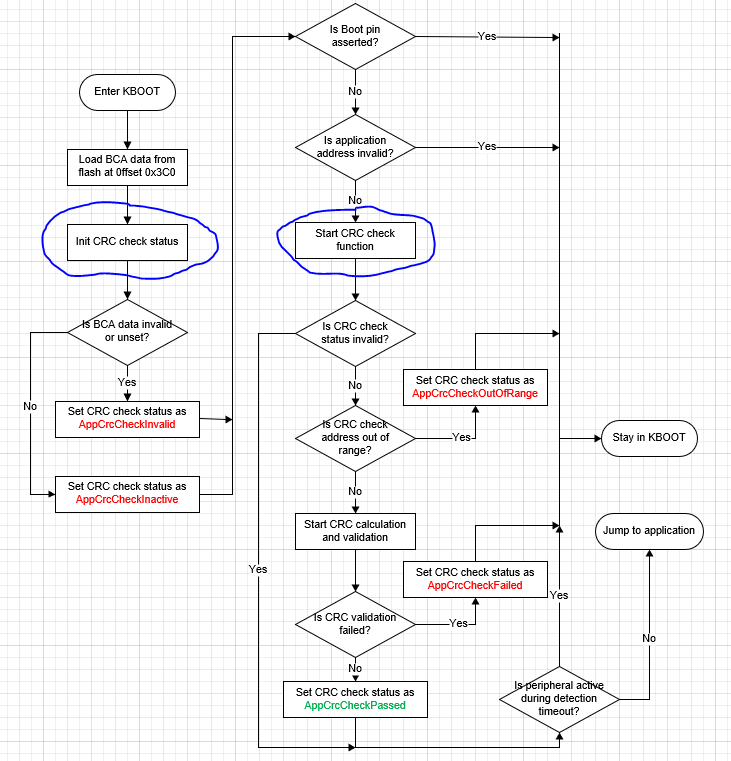 Enter KBOOT
Load BCA data from
flash at 0ffset 0x3C0
Init CRC check status
Is BCA data invalid
or unset?
Yes
No
Set CRC check status as
AppCrcCheckInvalid
Set CRC check status as
AppCrcCheckInactive
Is Boot pin
asserted?
Yes
No
Is application
address invalid?
Yes
No
Start CRC check
function
Is CRC check
status invalid?
No
Yes
Is CRC check
address out of
range?
Yes
Set CRC check status as
AppCrcCheckOutOfRange
No
Start CRC calculation
and validation
Is CRC validation
failed?
Yes
Set CRC check status as
AppCrcCheckFailed
No
Set CRC check status as
AppCrcCheckPassed
Stay in KBOOT
Jump to application
Yes
No
Is peripheral active
during detection
timeout?